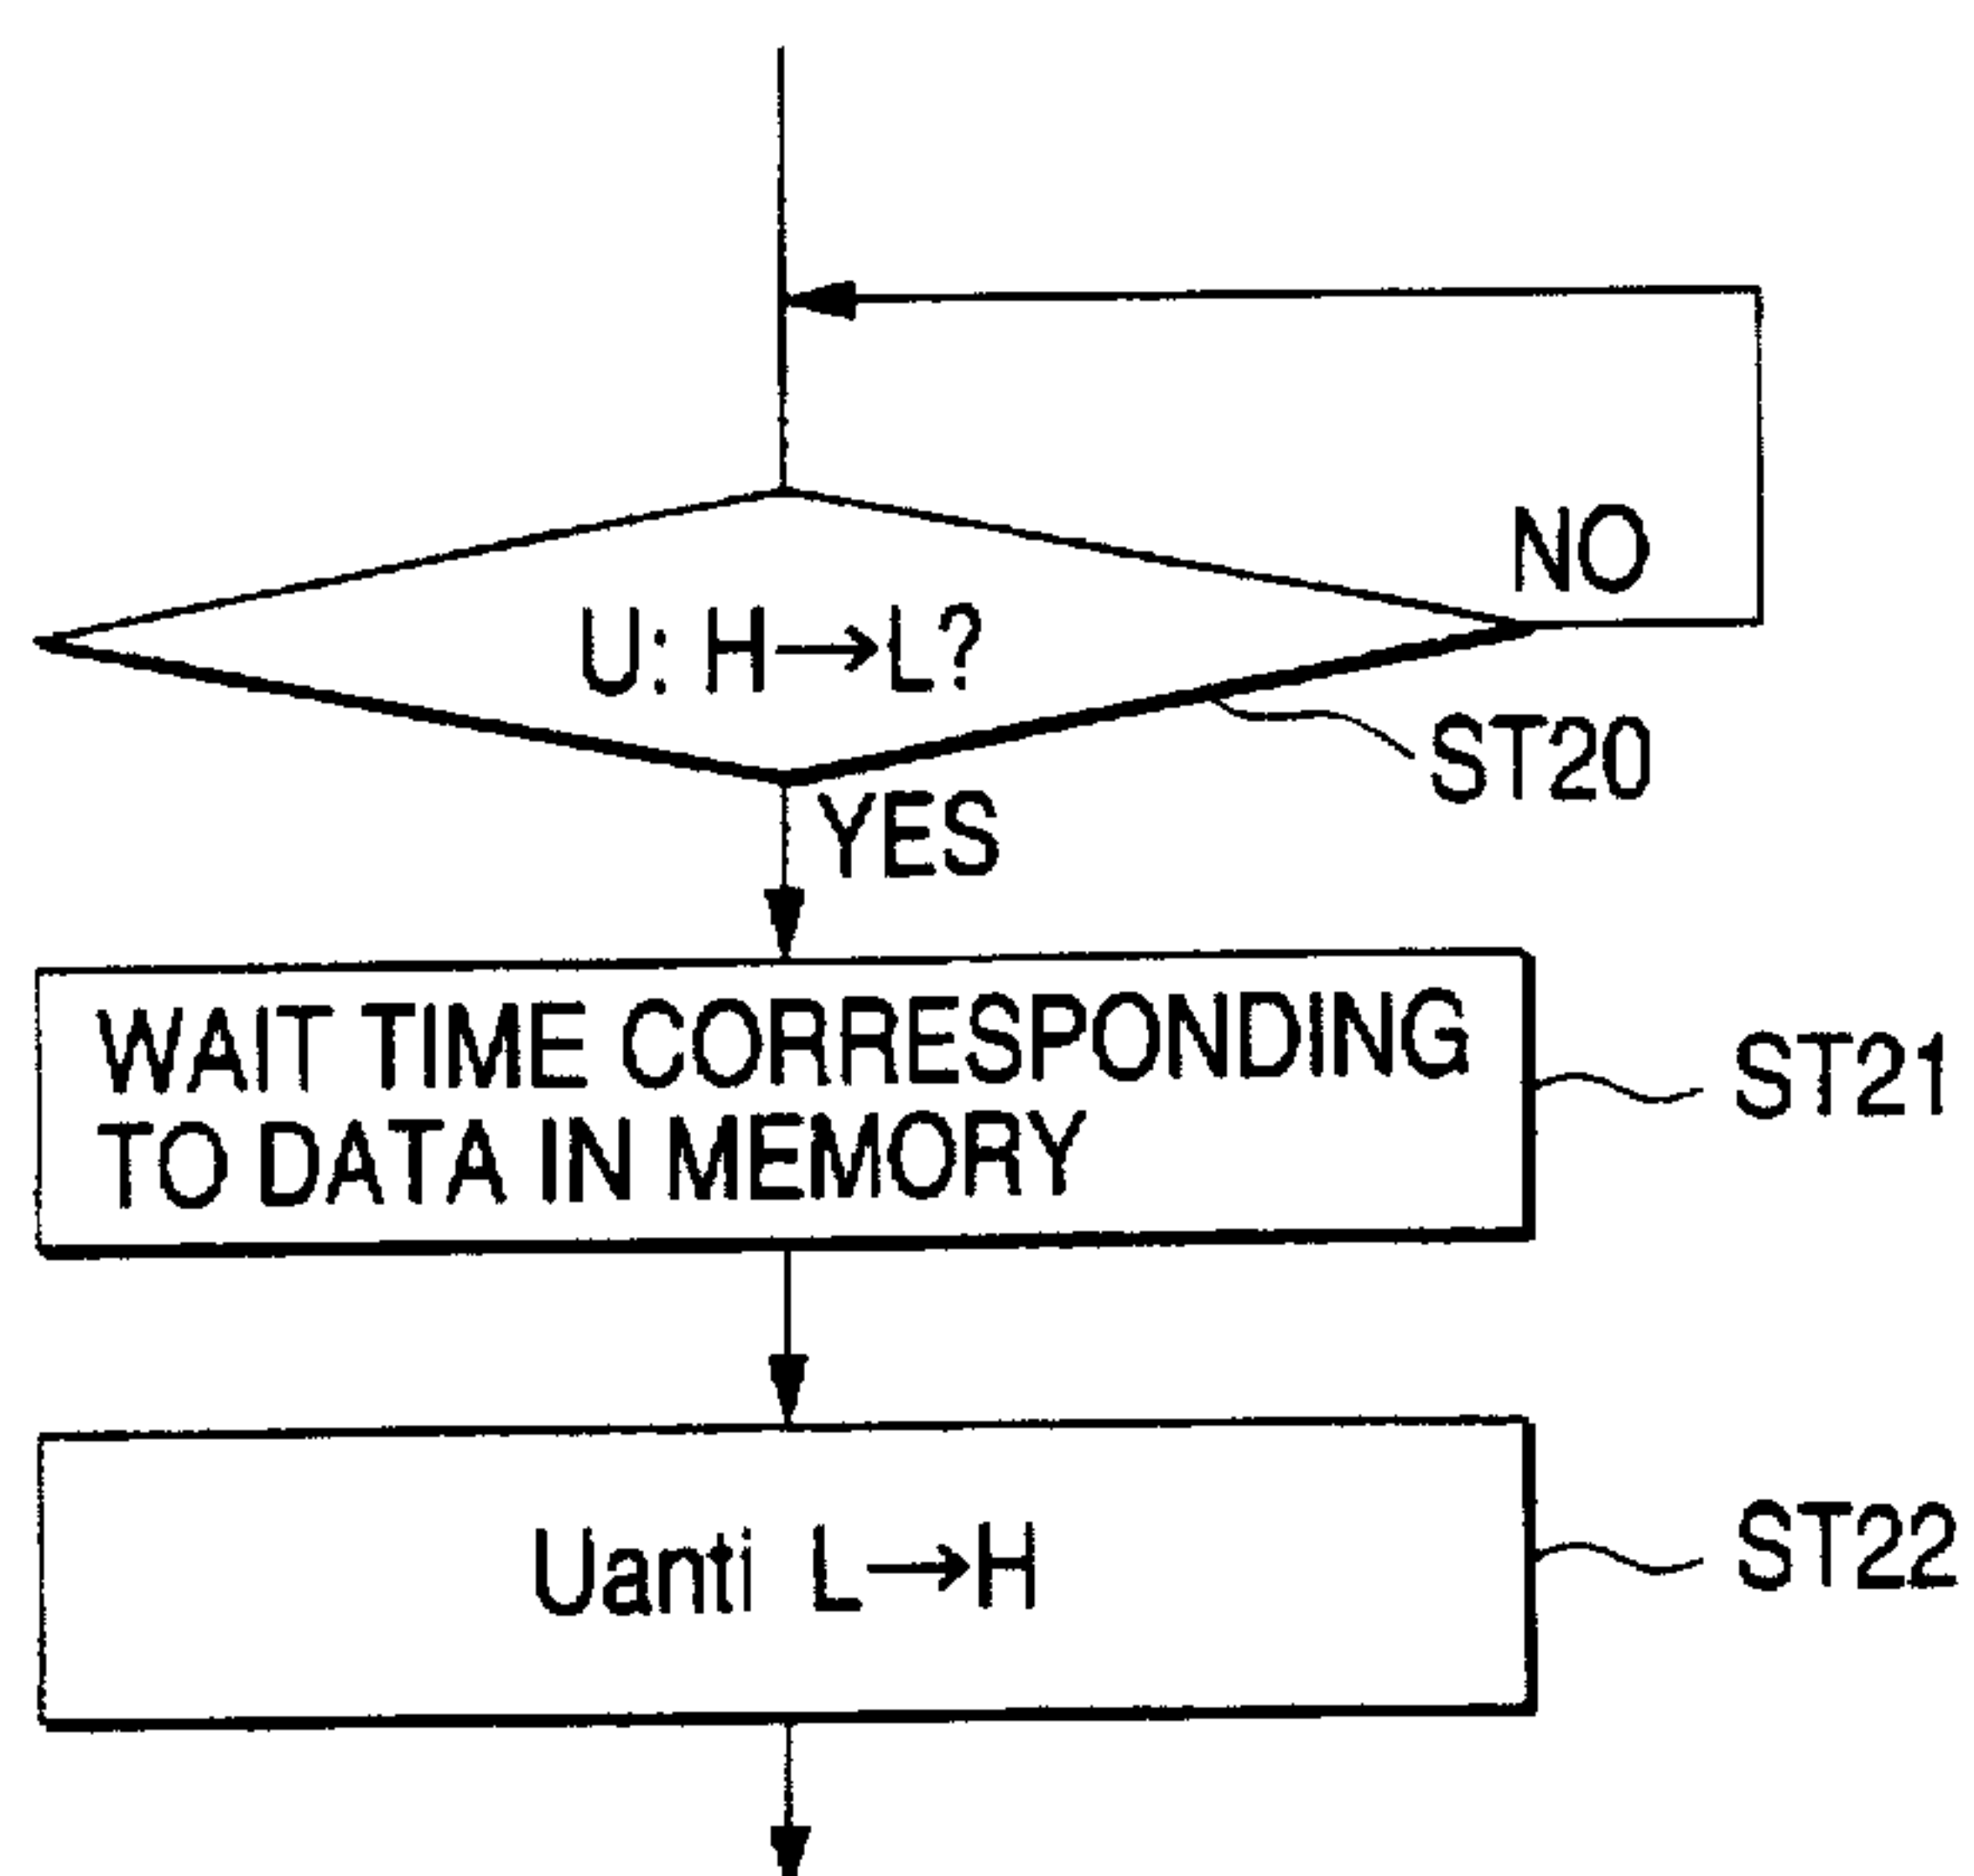 NO
U: H→L?
ST20
YES
WAIT TIME CORRESPONDING
TO DATA IN MEMORY
ST21
Uanti L→H
ST22